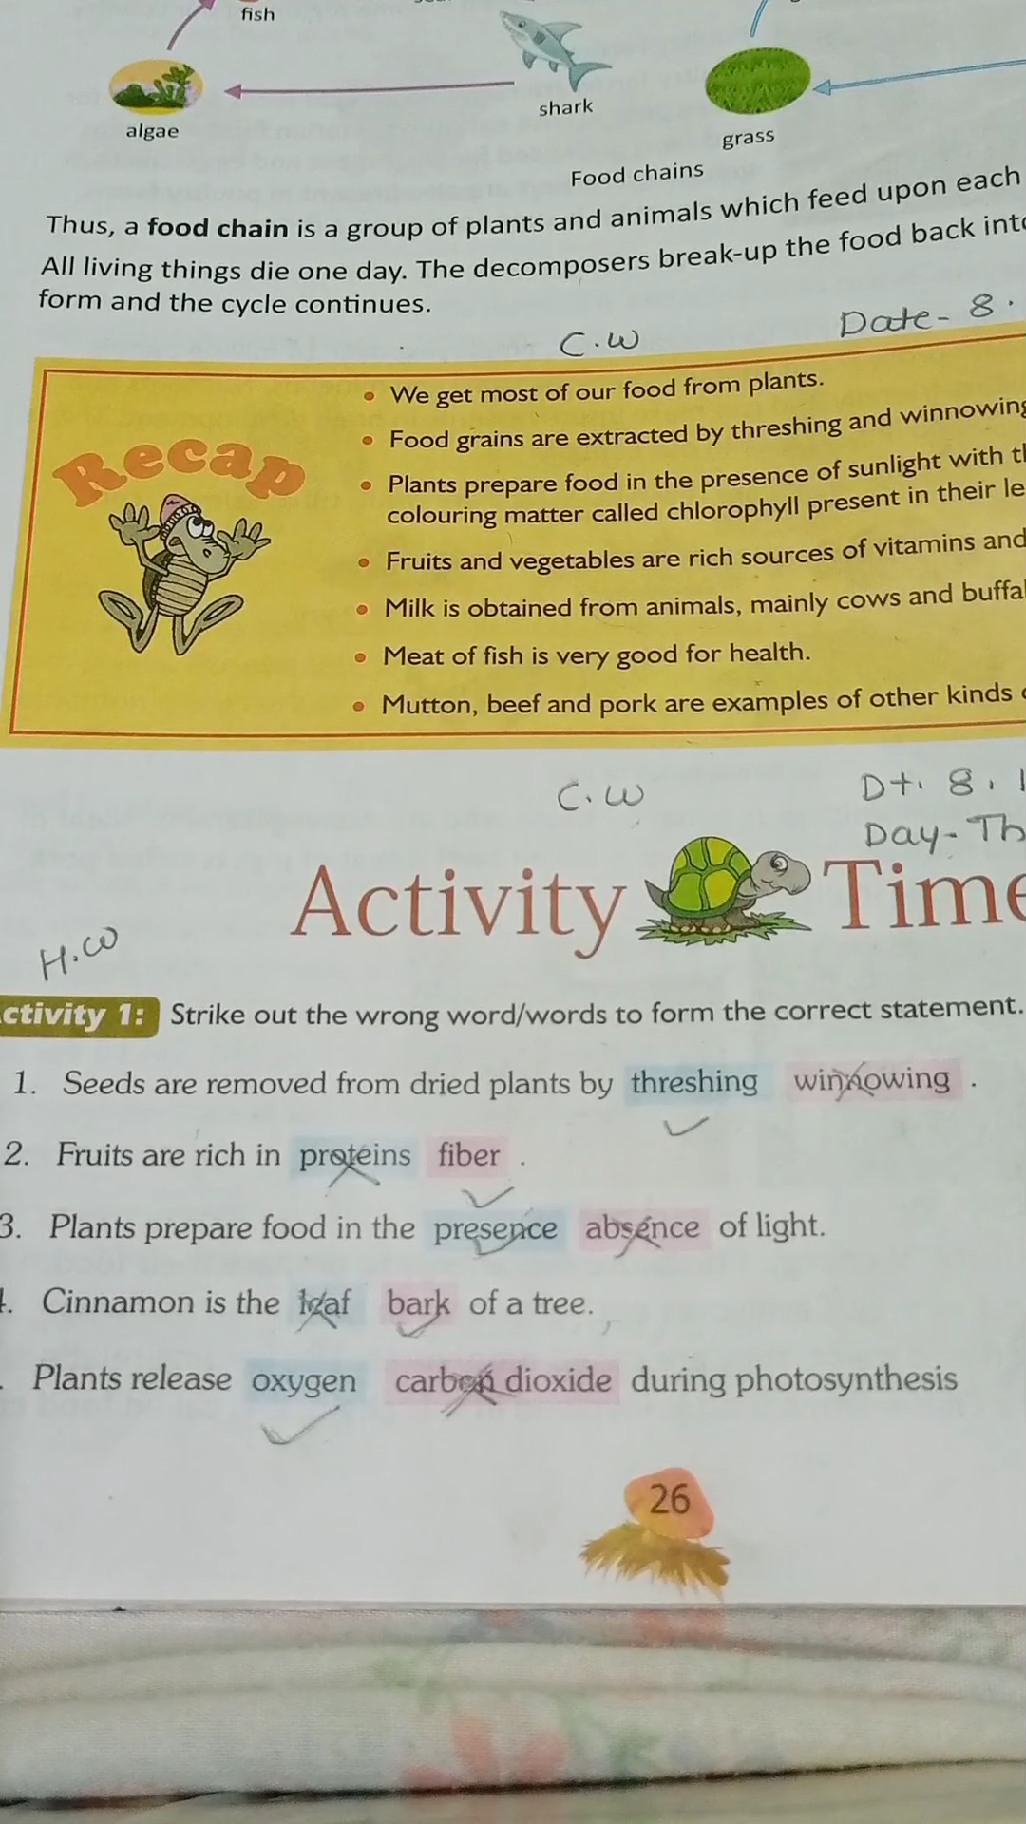 fish
algae
shark
grass
Food chains
Thus, a food chain is a group of plants and animals which feed upon each
All living things die one day. The decomposers break-up the food back into
form and the cycle continues.
C.W
Date- 8.
Recap
• We get most of our food from plants.
• Food grains are extracted by threshing and winnowing
• Plants prepare food in the presence of sunlight with
colouring matter called chlorophyll present in their
• Fruits and vegetables are rich sources of vitamins and
• Milk is obtained from animals, mainly cows and
• Meat of fish is very good for health.
• Mutton, beef and pork are examples of other kinds
C.W
Dt. 8. 1
Day- Th
Activity Time
H.W
ctivity 1: Strike out the wrong word/words to form the correct statement.
1. Seeds are removed from dried plants by threshing winnowing .
2. Fruits are rich in proteins fiber .
3. Plants prepare food in the presence absence of light.
. Cinnamon is the leaf bark of a tree.
. Plants release oxygen carbon dioxide during photosynthesis
26